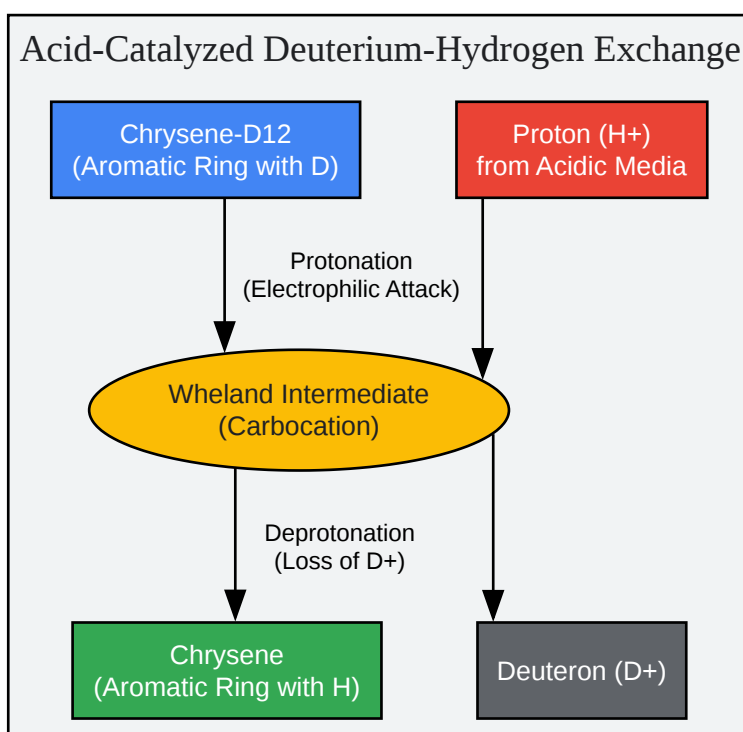 Acid-Catalyzed Deuterium-Hydrogen Exchange
Chrysene-D12
(Aromatic Ring with D)
Proton (H+)
from Acidic Media
Protonation
(Electrophilic Attack)
Wheland Intermediate
(Carbocation)
Deprotonation
(Loss of D+)
Chrysene
(Aromatic Ring with H)
Deuteron (D+)